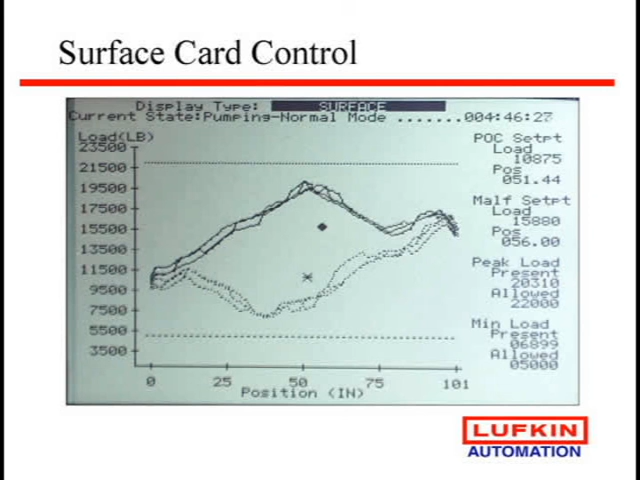 Surface Card Control
Display Type: SURFACE
Current State:Pumping-Normal Mode .......004:46:27
Load(LB)
23500
21500
19500
17500
15500
13500
11500
9500
7500
5500
3500
0 25 50 75 101
Position (IN)
POC Setpt
Load
10875
Pos
051.44
Malf Setpt
Load
15880
Pos
056.00
Peak Load
Present
20310
Allowed
22000
Min Load
Present
06899
Allowed
05000
LUFKIN
AUTOMATION